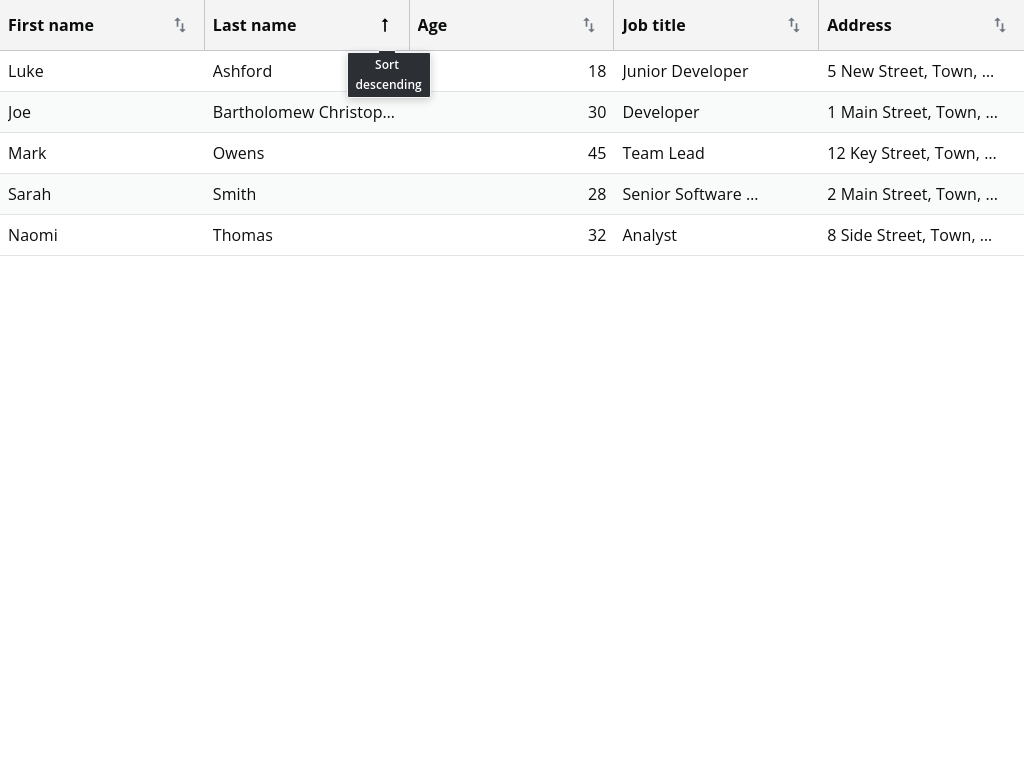 First name Last name Age Job title Address
Sort
descending
Luke Ashford 18 Junior Developer 5 New Street, Town, ...
Joe Bartholomew Christop... 30 Developer 1 Main Street, Town, ...
Mark Owens 45 Team Lead 12 Key Street, Town, ...
Sarah Smith 28 Senior Software ... 2 Main Street, Town, ...
Naomi Thomas 32 Analyst 8 Side Street, Town, ...